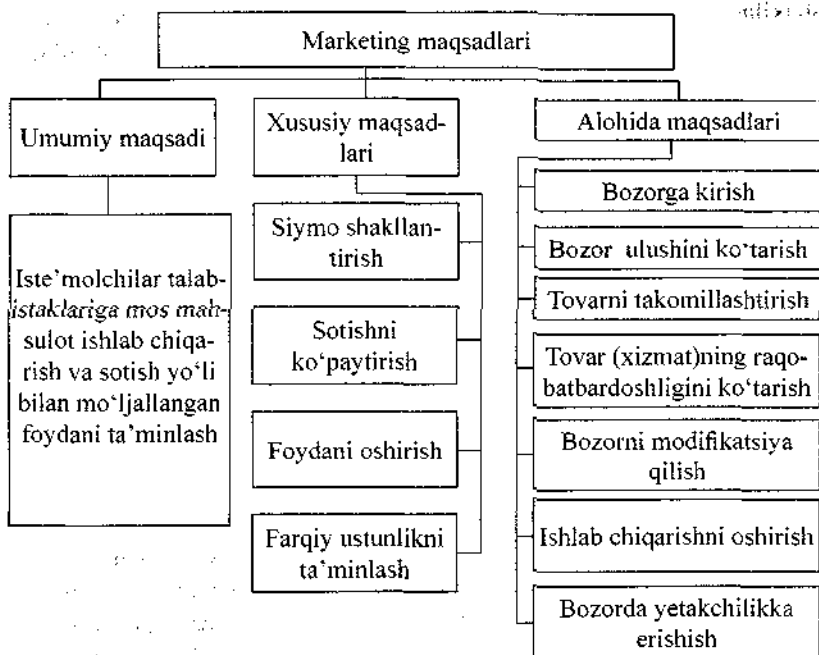 Marketing maqsadlari
Umumiy maqsadi
Iste’molchilar talab-
istaklariga mos mah-
sulot ishlab chiqa-
rish va sotish yo‘li
bilan mo‘ljallangan
foydani ta’minlash
Xususiy maqsad-
lari
Siymo shakllan-
tirish
Sotishni
ko‘paytirish
Foydani oshirish
Farqiy ustunlikni
ta’minlash
Alohida maqsadlari
Bozorga kirish
Bozor ulushini ko‘tarish
Tovarni takomillashtirish
Tovar (xizmat)ning raqo-
batbardoshligini ko‘tarish
Bozorni modifikatsiya
qilish
Ishlab chiqarishni oshirish
Bozorda yetakchilikka
erishish